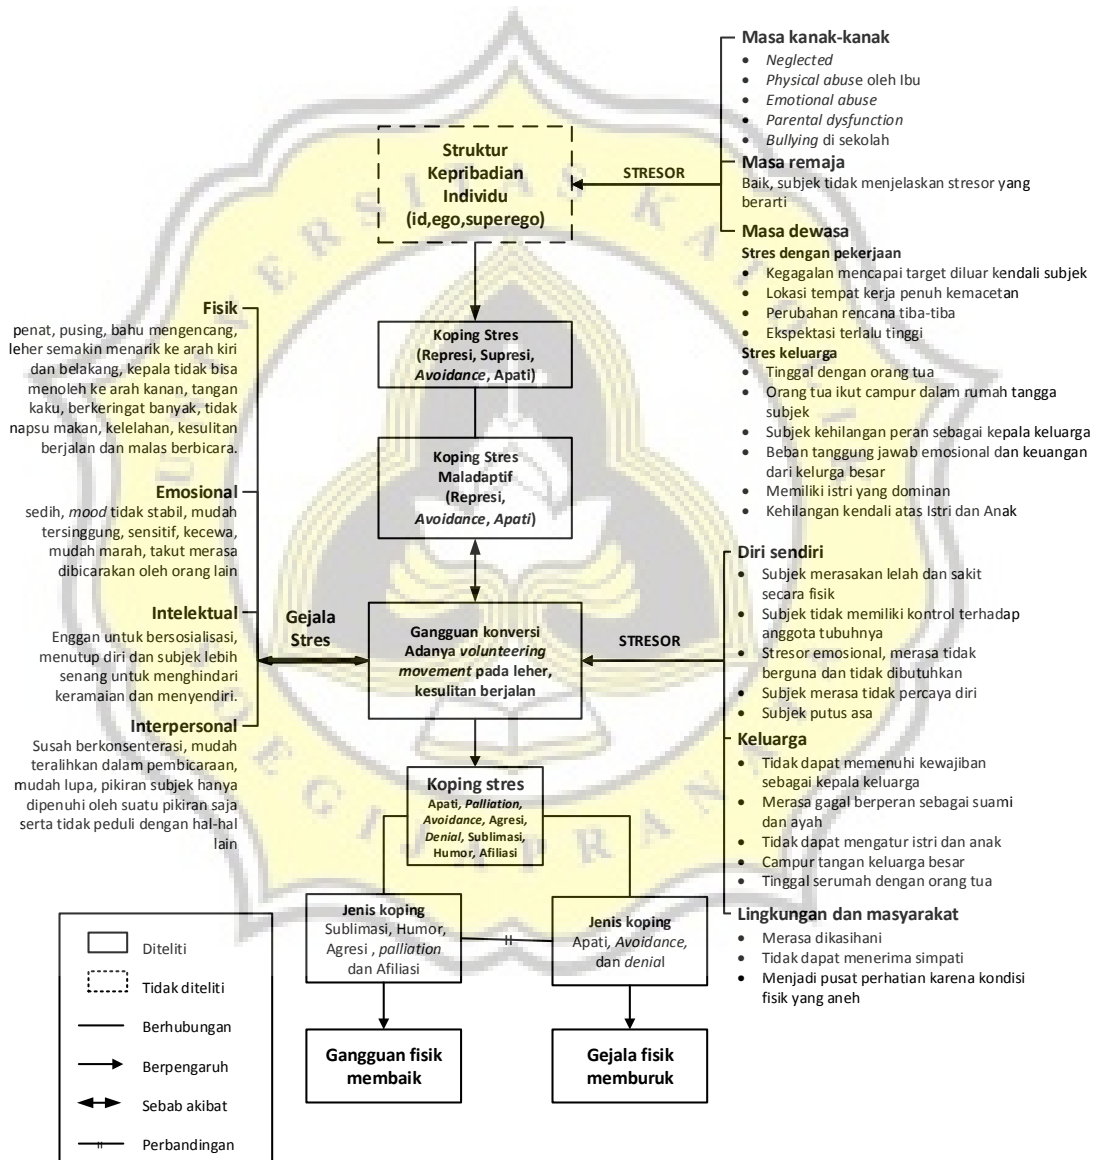 Masa kanak-kanak
• Neglected
• Physical abuse oleh Ibu
• Emotional abuse
• Parental dysfunction
• Bullying di sekolah
Masa remaja
Baik, subjek tidak menjelaskan stresor yang
berarti
Masa dewasa
Stres dengan pekerjaan
• Kegagalan mencapai target diluar kendali subjek
• Lokasi tempat kerja penuh kemacetan
• Perubahan rencana tiba-tiba
• Ekspektasi terlalu tinggi
Stres keluarga
• Tinggal dengan orang tua
• Orang tua ikut campur dalam rumah tangga
subjek
• Subjek kehilangan peran sebagai kepala keluarga
• Beban tanggung jawab emosional dan keuangan
dari kelurga besar
• Memiliki istri yang dominan
• Kehilangan kendali atas Istri dan Anak
STRESOR
Struktur
Kepribadian
Individu
(id,ego,superego)
Koping Stres
(Represi, Supresi,
Avoidance, Apati)
Koping Stres
Maladaptif
(Represi,
Avoidance, Apati)
Fisik
penat, pusing, bahu mengencang,
leher semakin menarik ke arah kiri
dan belakang, kepala tidak bisa
menoleh ke arah kanan, tangan
kaku, berkeringat banyak, tidak
napsu makan, kelelahan, kesulitan
berjalan dan malas berbicara.
Emosional
sedih, mood tidak stabil, mudah
tersinggung, sensitif, kecewa,
mudah marah, takut merasa
dibicarakan oleh orang lain
Intelektual
Enggan untuk bersosialisasi,
menutup diri dan subjek lebih
senang untuk menghindari
keramaian dan menyendiri.
Interpersonal
Susah berkonsenterasi, mudah
teralihkan dalam pembicaraan,
mudah lupa, pikiran subjek hanya
dipenuhi oleh suatu pikiran saja
serta tidak peduli dengan hal-hal
lain
Gejala
Stres
Gangguan konversi
Adanya volunteering
movement pada leher,
kesulitan berjalan
STRESOR
Diri sendiri
• Subjek merasakan lelah dan sakit
secara fisik
• Subjek tidak memiliki kontrol terhadap
anggota tubuhnya
• Stresor emosional, merasa tidak
berguna dan tidak dibutuhkan
• Subjek merasa tidak percaya diri
• Subjek putus asa
Keluarga
• Tidak dapat memenuhi kewajiban
sebagai kepala keluarga
• Merasa gagal berperan sebagai suami
dan ayah
• Tidak dapat mengatur istri dan anak
• Campur tangan keluarga besar
• Tinggal serumah dengan orang tua
Lingkungan dan masyarakat
• Merasa dikasihani
• Tidak dapat menerima simpati
• Menjadi pusat perhatian karena kondisi
fisik yang aneh
Koping stres
Apati, Palliation,
Avoidance, Agresi,
Denial, Sublimasi,
Humor, Afiliasi
Jenis koping
Sublimasi, Humor,
Agresi , palliation
dan Afiliasi
Jenis koping
Apati, Avoidance,
dan denial
Gangguan fisik
membaik
Gejala fisik
memburuk
Diteliti
Tidak diteliti
Berhubungan
Berpengaruh
Sebab akibat
Perbandingan